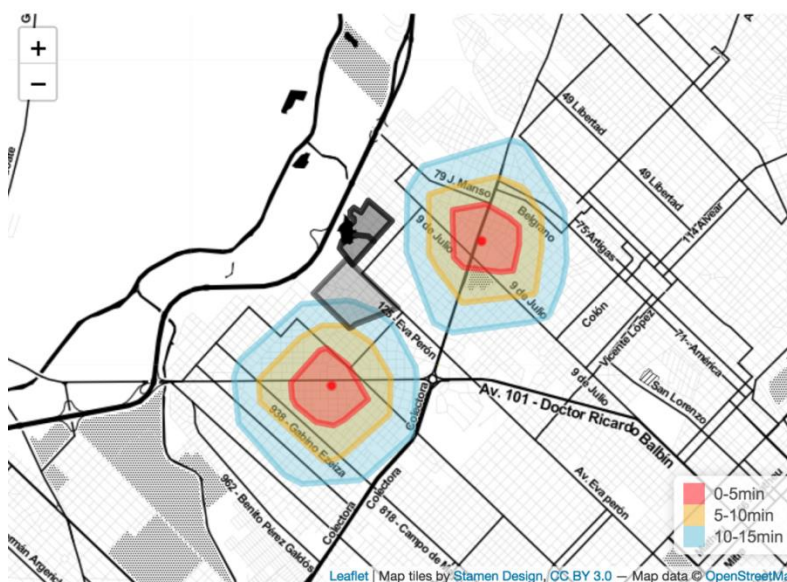 +
−
49 Libertad
79 J. Manso
49 Libertad
Belgrano
9 de Julio
75-Artigas
114 Alvear
9 de Julio
Colón
125 - Eva Perón
Vicente López
71--América
9 de Julio
San Lorenzo
Av. 101 - Doctor Ricardo Balbín
Colectora
938 - Gabino Ezeiza
Colectora
Av. Eva perón
962 - Benito Pérez Galdos
Colectora
818 - Campo de M
0-5min
5-10min
10-15min
Leaflet | Map tiles by Stamen Design, CC BY 3.0 — Map data © OpenStreetMa